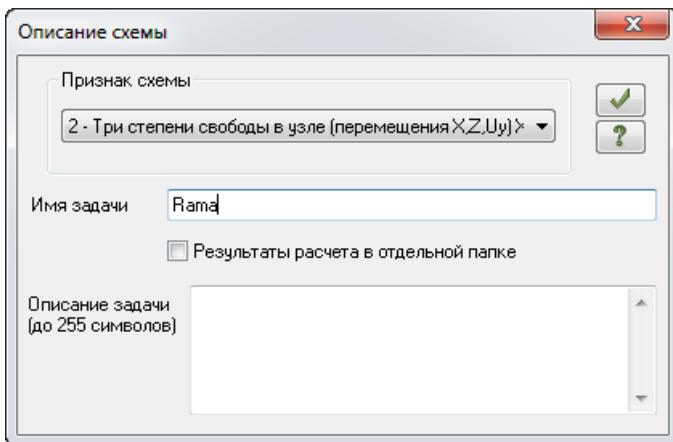 Описание схемы
Признак схемы
2 - Три степени свободы в узле (перемещения X,Z,Uy) X
Имя задачи Rama
Результаты расчета в отдельной папке
Описание задачи
(до 255 символов)